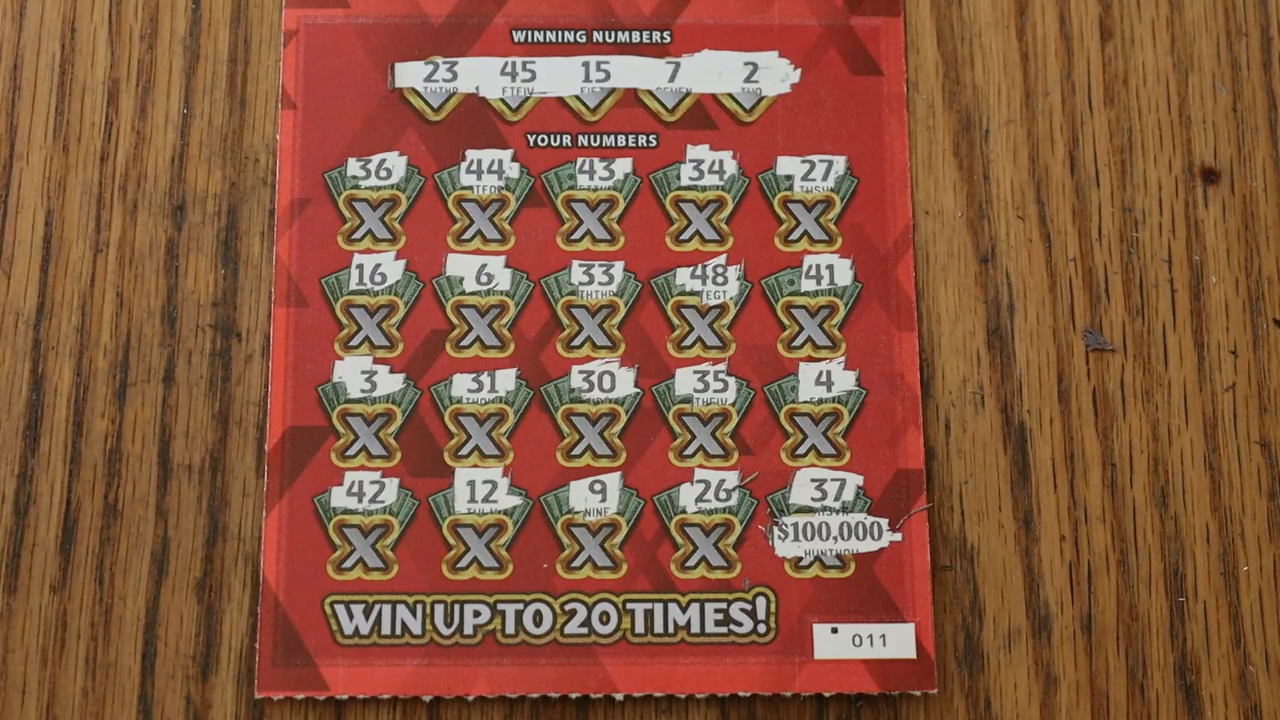 WINNING NUMBERS
23 45 15 7 2
YOUR NUMBERS
36 44 43 34 27
X X X X X
16 6 33 48 41
THTHR
X X X X X
3 31 30 35 4
X X X X X
42 12 9 26 37
NINE
X X X X $100,000
HUNTHOU
WIN UP TO 20 TIMES!
011